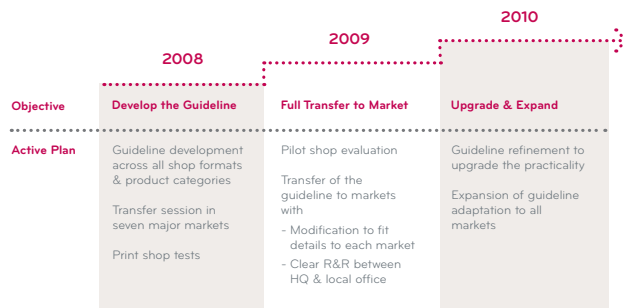 2008
2009
2010
Objective
Develop the Guideline
Full Transfer to Market
Upgrade & Expand
Active Plan
Guideline development
across all shop formats
& product categories
Transfer session in
seven major markets
Print shop tests
Pilot shop evaluation
Transfer of the
guideline to markets
with
- Modification to fit
details to each market
- Clear R&R between
HQ & local office
Guideline refinement to
upgrade the practicality
Expansion of guideline
adaptation to all
markets